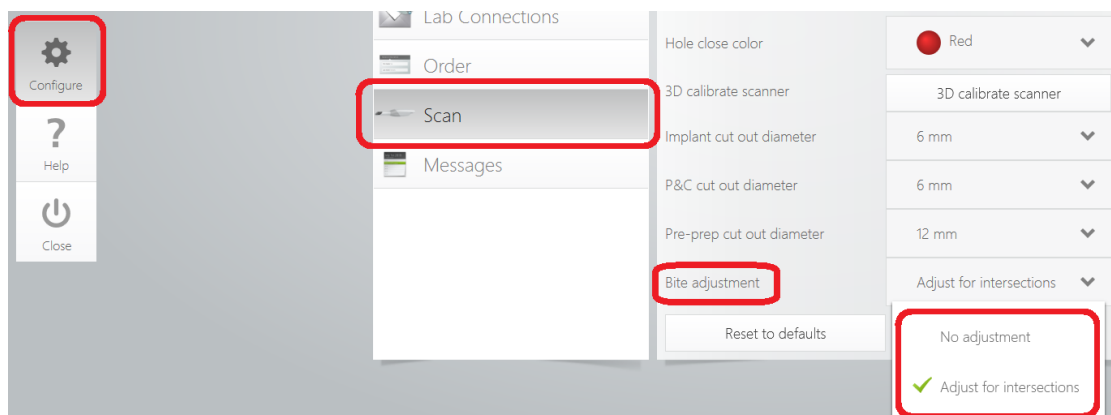 Configure
?
Help
Close
Lab Connections
Order
Scan
Messages
Hole close color
Red
3D calibrate scanner
3D calibrate scanner
Implant cut out diameter
6 mm
P&C cut out diameter
6 mm
Pre-prep cut out diameter
12 mm
Bite adjustment
Adjust for intersections
Reset to defaults
No adjustment
Adjust for intersections